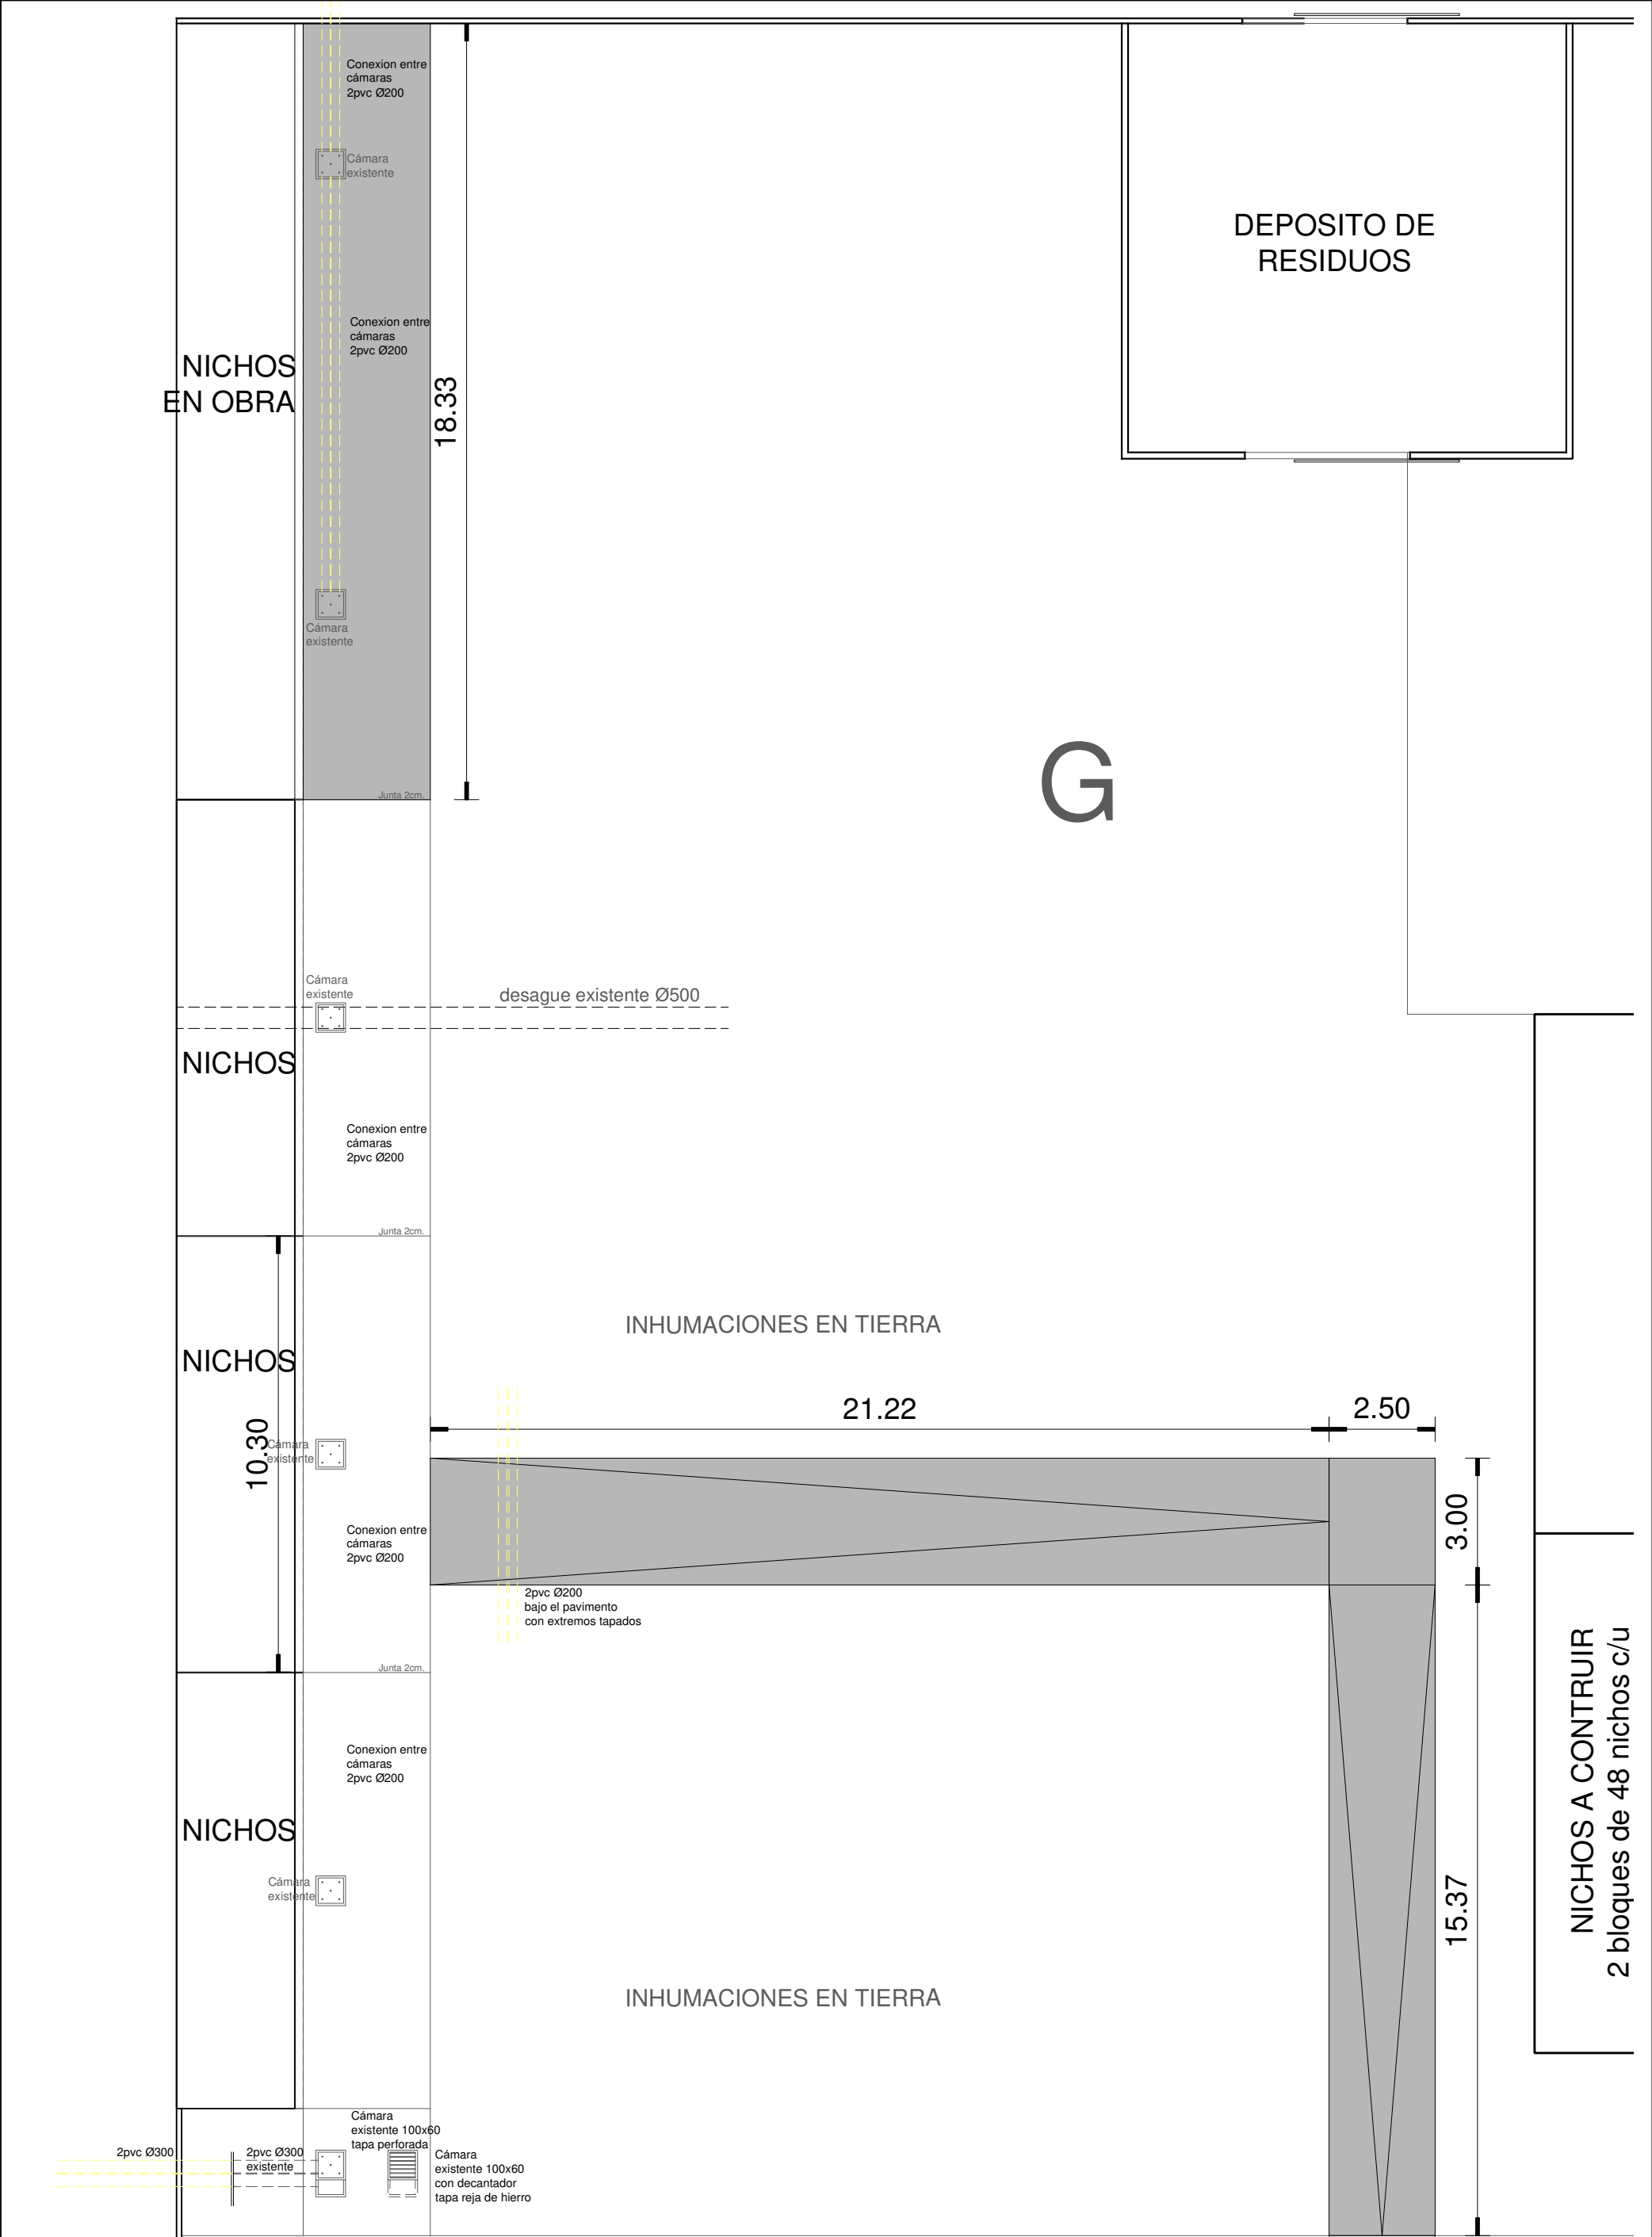 Conexion entre
cámaras
2pvc Ø200
Cámara
existente
DEPOSITO DE
RESIDUOS
Conexion entre
cámaras
2pvc Ø200
NICHOS
EN OBRA
18.33
Cámara
existente
G
Junta 2cm.
Cámara
existente
desague existente Ø500
NICHOS
Conexion entre
cámaras
2pvc Ø200
Junta 2cm.
INHUMACIONES EN TIERRA
NICHOS
21.22
2.50
10.30
Cámara
existente
3.00
Conexion entre
cámaras
2pvc Ø200
2pvc Ø200
bajo el pavimento
con extremos tapados
Junta 2cm.
NICHOS A CONTRUIR
2 bloques de 48 nichos c/u
Conexion entre
cámaras
2pvc Ø200
NICHOS
Cámara
existente
15.37
INHUMACIONES EN TIERRA
Cámara
existente 100x60
tapa perforada
2pvc Ø300
2pvc Ø300
existente
Cámara
existente 100x60
con decantador
tapa reja de hierro